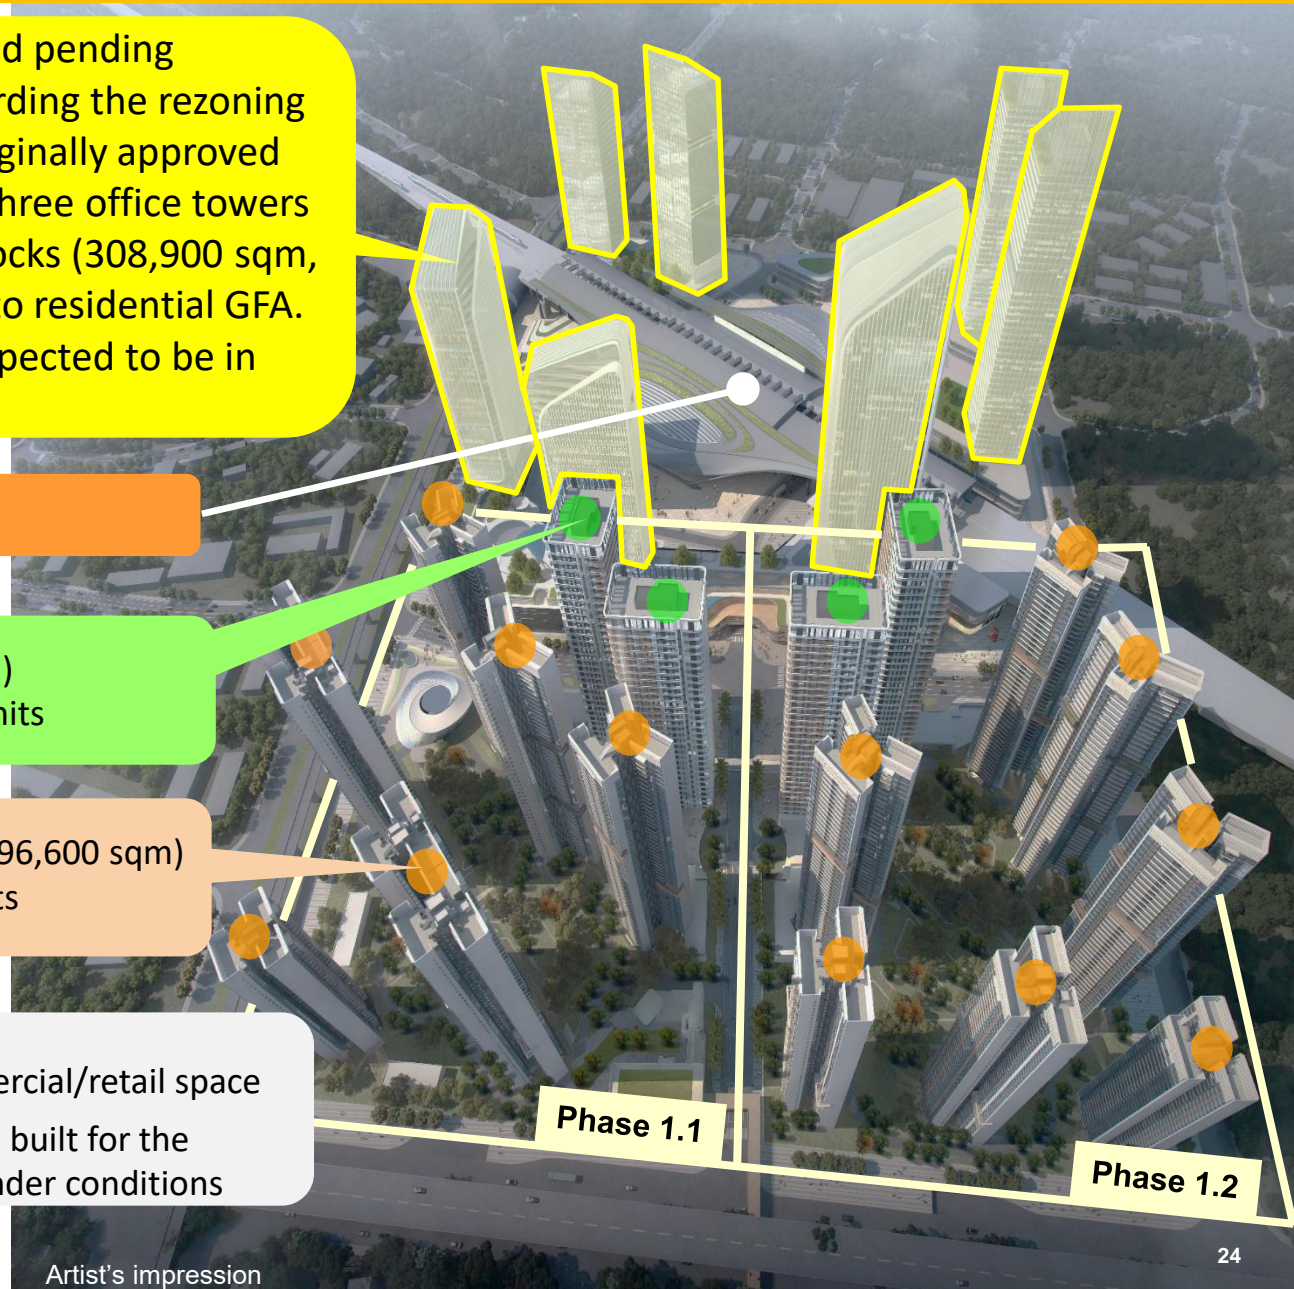 d pending
rding the rezoning
ginally approved
hree office towers
ocks (308,900 sqm,
to residential GFA.
pected to be in
)
nits
96,600 sqm)
ts
ercial/retail space
built for the
nder conditions
Phase 1.1
Phase 1.2
24
Artist's impression